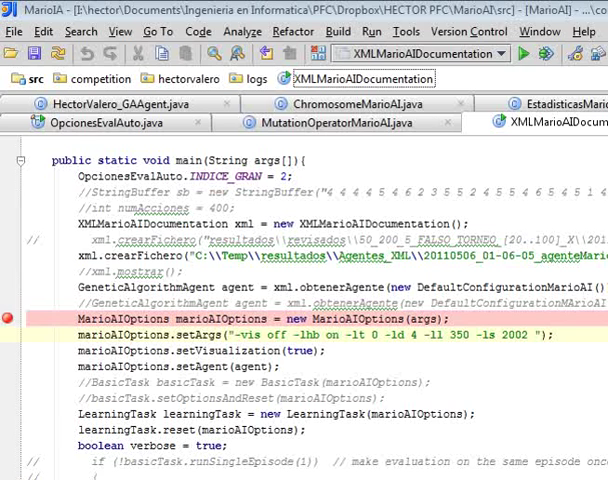 MarioIA - [I:\hector\Documents\Ingenieria en Informatica\PFC\Dropbox\HECTOR PFC\MarioAI\src] - [MarioAI] - ...\co
File Edit Search View Go To Code Analyze Refactor Build Run Tools Version Control Window
XMLMarioAIDocumentation
src competition hectorvalero logs XMLMarioAIDocumentation
HectorValero_GAAgent.java ChromosomeMarioAI.java EstadisticasMari
OpcionesEvalAuto.java MutationOperatorMarioAI.java XMLMarioAIDocum
public static void main(String args[]){
OpcionesEvalAuto.INDICE_GRAN = 2;
//StringBuffer sb = new StringBuffer("4 4 4 4 5 4 6 2 3 5 5 2 4 5 5 4 6 5 4 5 1 4
//int numAcciones = 400;
XMLMarioAIDocumentation xml = new XMLMarioAIDocumentation();
// xml.crearFichero("resultados\\revisados\\50_200_5_FALSO_TORNEO_[20..100]_X\\201
xml.crearFichero("C:\\Temp\\resultados\\Agentes_XML\\20110506_01-06-05_agenteMario
//xml.mostrar();
GeneticAlgorithmAgent agent = xml.obtenerAgente(new DefaultConfigurationMarioAI()
//GeneticAlgorithmAgent agent = xml.obtenerAgente(new DefaultConfigurationMArioAI
MarioAIOptions marioAIOptions = new MarioAIOptions(args);
marioAIOptions.setArgs("-vis off -lhb on -lt 0 -ld 4 -ll 350 -ls 2002 ");
marioAIOptions.setVisualization(true);
marioAIOptions.setAgent(agent);
//BasicTask basicTask = new BasicTask(marioAIOptions);
//basicTask.setOptionsAndReset(marioAIOptions);
LearningTask learningTask = new LearningTask(marioAIOptions);
learningTask.reset(marioAIOptions);
boolean verbose = true;
// if (!basicTask.runSingleEpisode(1)) // make evaluation on the same episode onc
// {